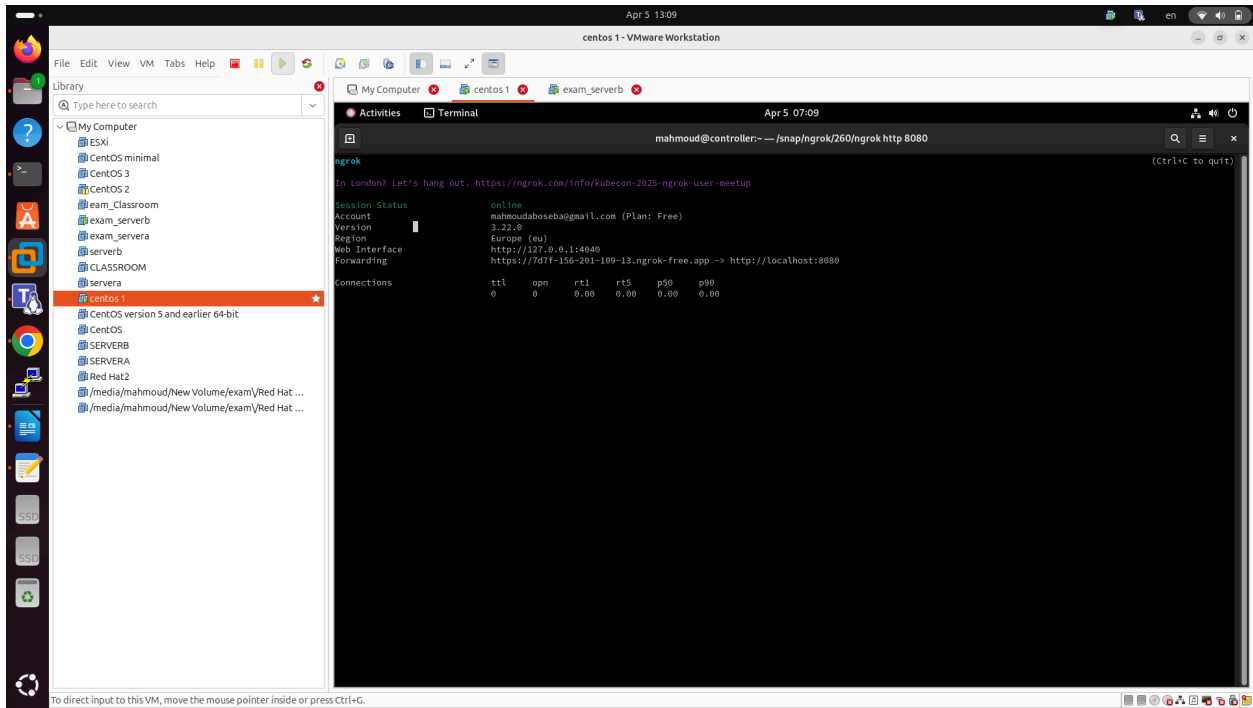 Apr 5 13:09
en
centos 1 - VMware Workstation
File Edit View VM Tabs Help
Library
Type here to search
My Computer
ESXi
CentOS minimal
CentOS 3
CentOS 2
eam_Classroom
exam_serverb
exam_servera
serverb
CLASSROOM
servera
centos 1
CentOS version 5 and earlier 64-bit
CentOS
SERVERB
SERVERA
Red Hat2
/media/mahmoud/New Volume/exam\/Red Hat ...
/media/mahmoud/New Volume/exam\/Red Hat ...
My Computer centos 1 exam_serverb
Activities Terminal Apr 5 07:09
mahmoud@controller:~ — /snap/ngrok/260/ngrok http 8080
ngrok (Ctrl+C to quit)
In London? Let's hang out. https://ngrok.com/info/kubecon-2025-ngrok-user-meetup
Session Status online
Account mahmoudaboseba@gmail.com (Plan: Free)
Version 3.22.0
Region Europe (eu)
Web Interface http://127.0.0.1:4040
Forwarding https://7d7f-156-201-109-13.ngrok-free.app -> http://localhost:8080
Connections ttl opn rt1 rt5 p50 p90
0 0 0.00 0.00 0.00 0.00
SSD
SSD
To direct input to this VM, move the mouse pointer inside or press Ctrl+G.